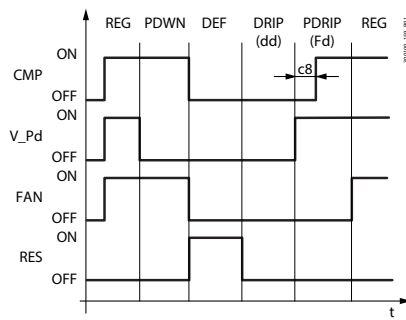 REG PDWN DEF DRIP PDRIP REG
(dd) (Fd)
ON
CMP
OFF
c8
ON
V_Pd
OFF
ON
FAN
OFF
ON
RES
OFF
t